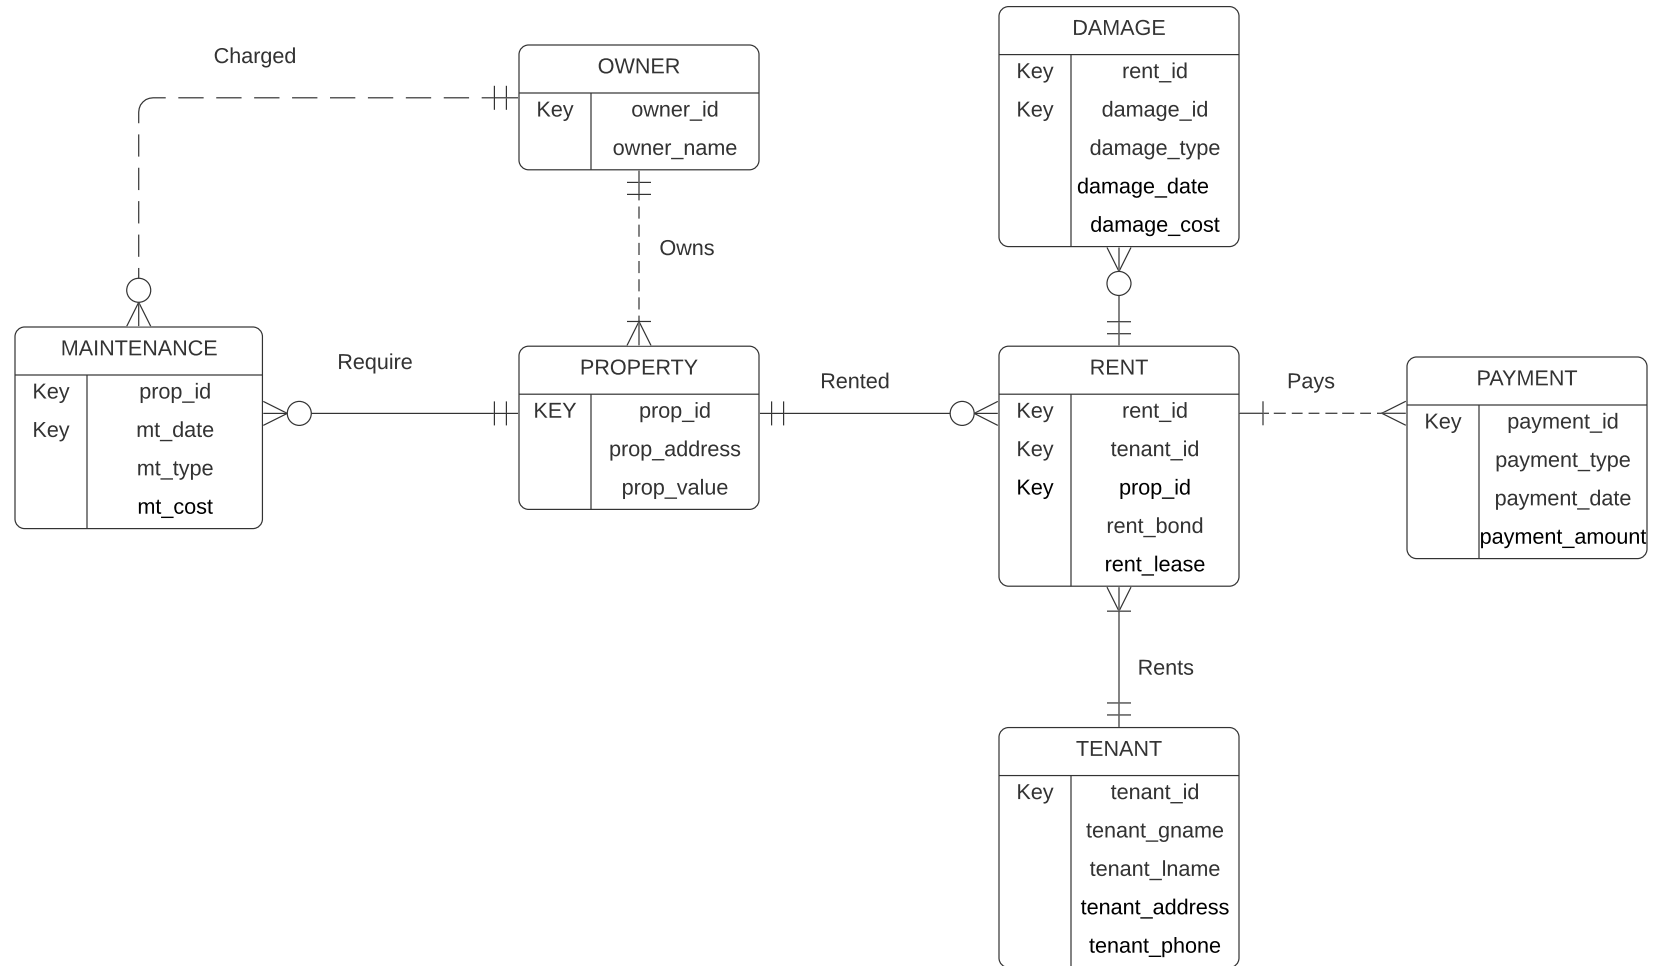 Charged
OWNER
Key owner_id
owner_name
DAMAGE
Key rent_id
Key damage_id
damage_type
damage_date
damage_cost
Owns
MAINTENANCE
Key prop_id
Key mt_date
mt_type
mt_cost
Require
PROPERTY
KEY prop_id
prop_address
prop_value
Rented
RENT
Key rent_id
Key tenant_id
Key prop_id
rent_bond
rent_lease
Pays
PAYMENT
Key payment_id
payment_type
payment_date
payment_amount
Rents
TENANT
Key tenant_id
tenant_gname
tenant_lname
tenant_address
tenant_phone